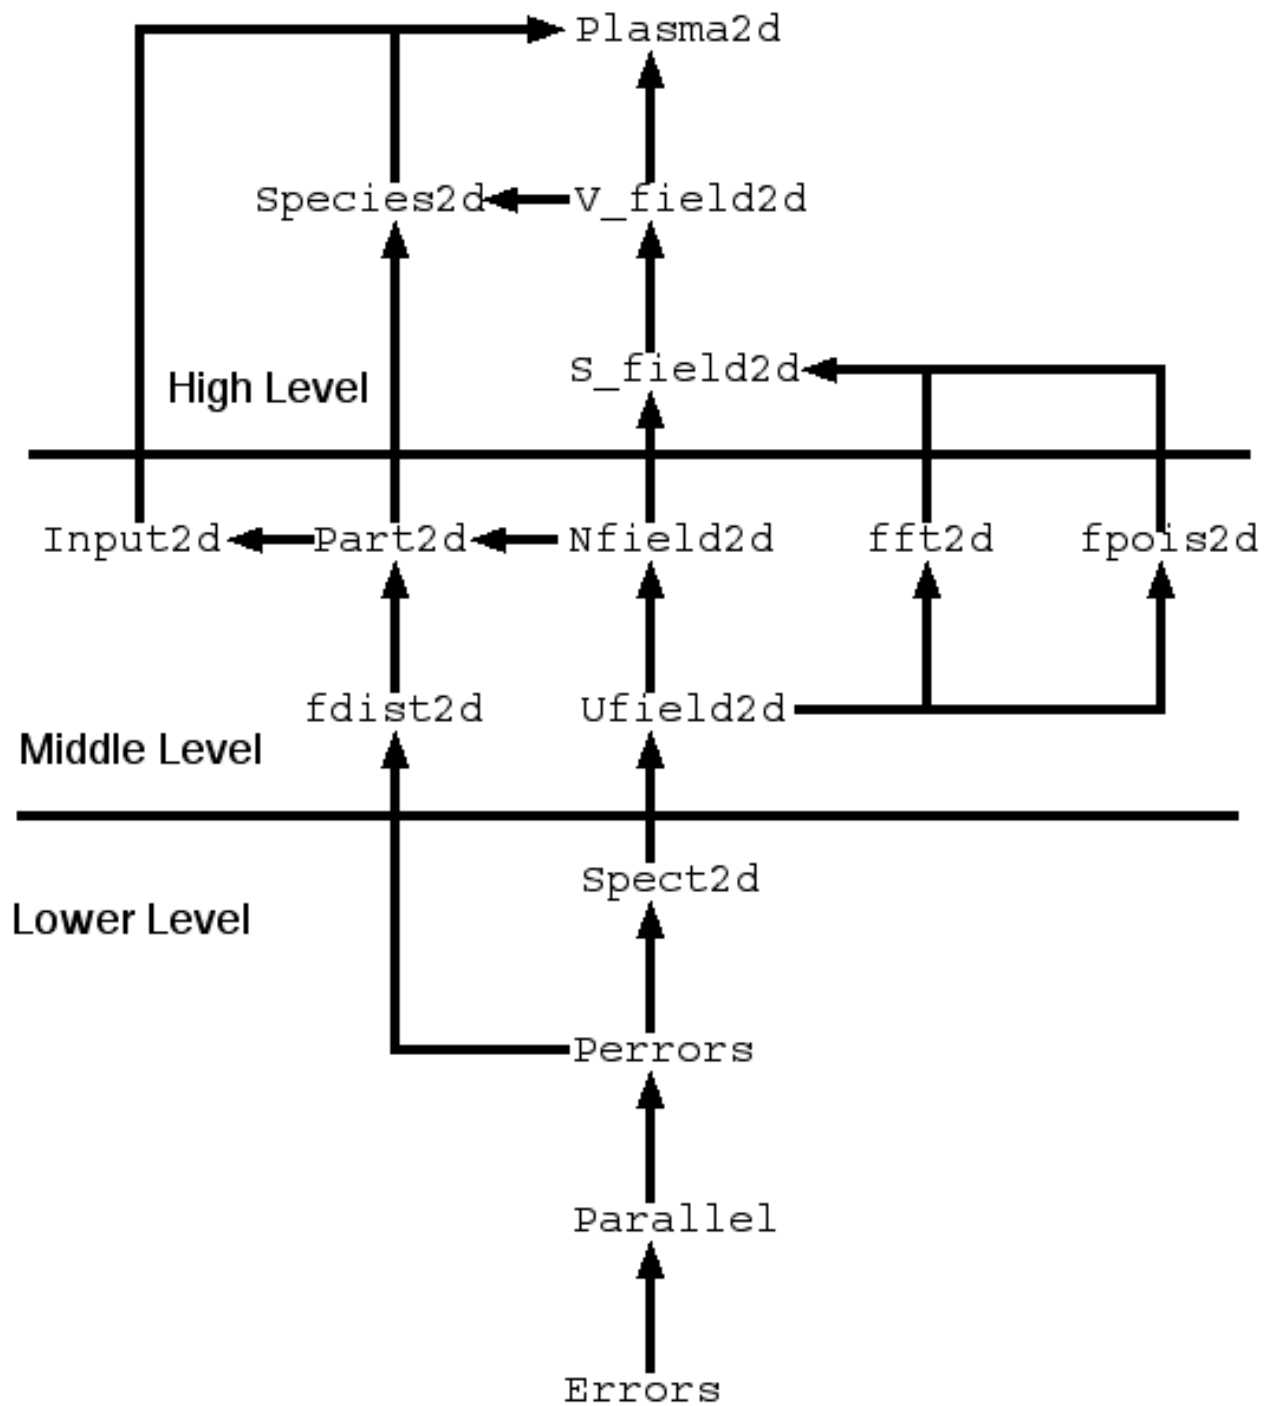 Plasma2d
Species2d
V_field2d
S_field2d
High Level
Input2d
Part2d
Nfield2d
fft2d
fpois2d
fdist2d
Ufield2d
Middle Level
Spect2d
Lower Level
Perrors
Parallel
Errors